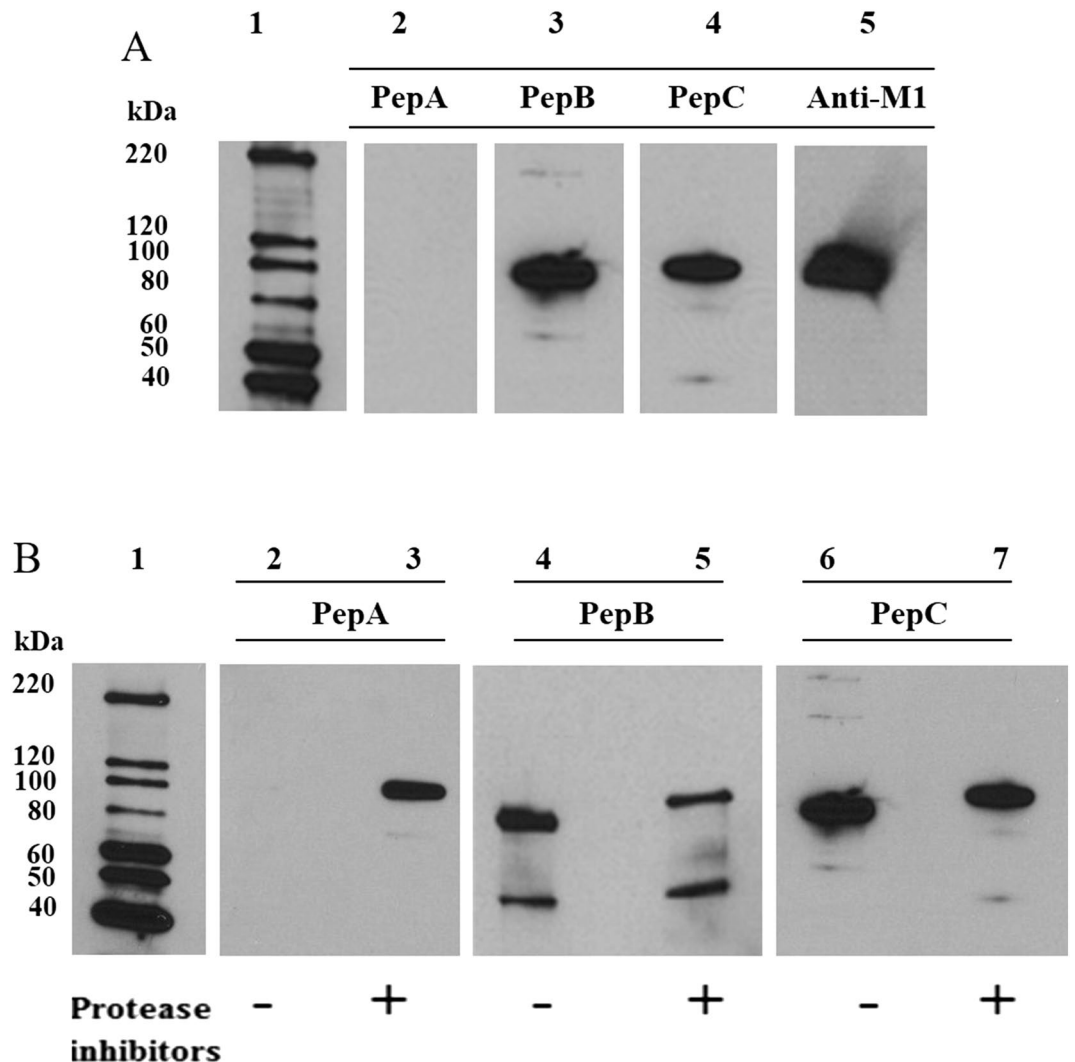 A
1 2 3 4 5
PepA PepB PepC Anti-M1
kDa
220
120
100
80
60
50
40
B
1 2 3 4 5 6 7
PepA PepB PepC
kDa
220
120
100
80
60
50
40
Protease - + - + - +
inhibitors